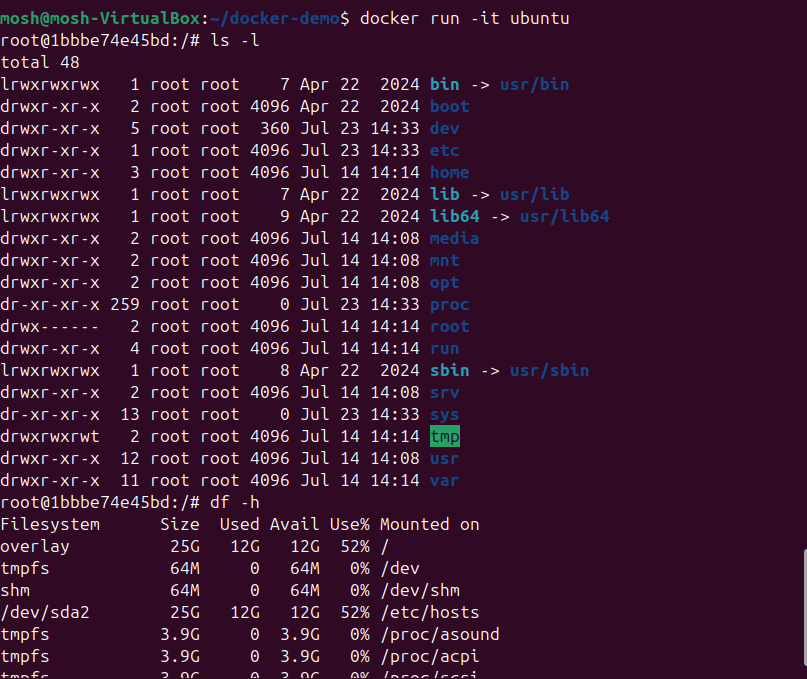 mosh@mosh-VirtualBox:~/docker-demo$ docker run -it ubuntu
root@1bbbe74e45bd:/# ls -l
total 48
lrwxrwxrwx   1 root root    7 Apr 22  2024 bin -> usr/bin
drwxr-xr-x   2 root root 4096 Apr 22  2024 boot
drwxr-xr-x   5 root root  360 Jul 23 14:33 dev
drwxr-xr-x   1 root root 4096 Jul 23 14:33 etc
drwxr-xr-x   3 root root 4096 Jul 14 14:14 home
lrwxrwxrwx   1 root root    7 Apr 22  2024 lib -> usr/lib
lrwxrwxrwx   1 root root    9 Apr 22  2024 lib64 -> usr/lib64
drwxr-xr-x   2 root root 4096 Jul 14 14:08 media
drwxr-xr-x   2 root root 4096 Jul 14 14:08 mnt
drwxr-xr-x   2 root root 4096 Jul 14 14:08 opt
dr-xr-xr-x 259 root root    0 Jul 23 14:33 proc
drwx------   2 root root 4096 Jul 14 14:14 root
drwxr-xr-x   4 root root 4096 Jul 14 14:14 run
lrwxrwxrwx   1 root root    8 Apr 22  2024 sbin -> usr/sbin
drwxr-xr-x   2 root root 4096 Jul 14 14:08 srv
dr-xr-xr-x  13 root root    0 Jul 23 14:33 sys
drwxrwxrwt   2 root root 4096 Jul 14 14:14 tmp
drwxr-xr-x  12 root root 4096 Jul 14 14:08 usr
drwxr-xr-x  11 root root 4096 Jul 14 14:14 var
root@1bbbe74e45bd:/# df -h
Filesystem      Size  Used Avail Use% Mounted on
overlay          25G   12G   12G  52% /
tmpfs            64M     0   64M   0% /dev
shm              64M     0   64M   0% /dev/shm
/dev/sda2        25G   12G   12G  52% /etc/hosts
tmpfs           3.9G     0  3.9G   0% /proc/asound
tmpfs           3.9G     0  3.9G   0% /proc/acpi
tmpfs           3.9G     0  3.9G   0% /proc/scsi